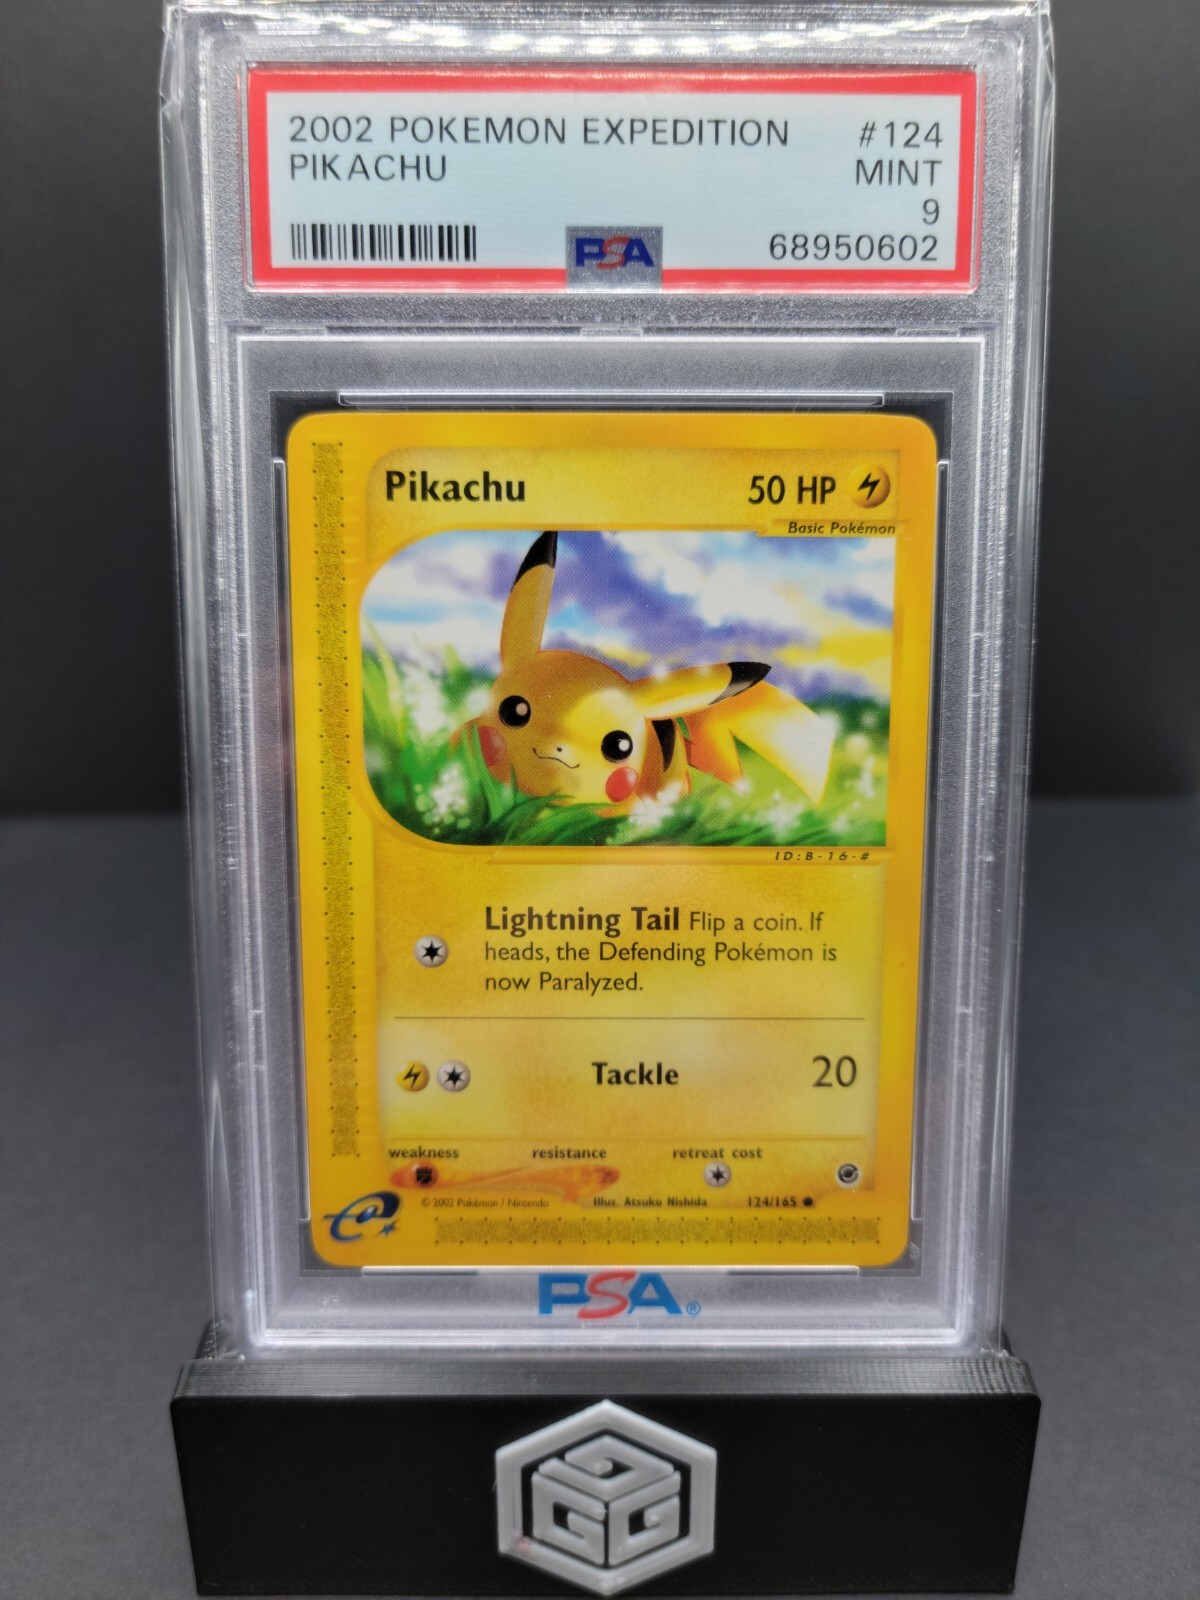 2002 POKEMON EXPEDITION #124
PIKACHU MINT
9
PSA 68950602
Pikachu 50 HP
Basic Pokémon
ID:B-16-#
Lightning Tail Flip a coin. If
heads, the Defending Pokémon is
now Paralyzed.
Tackle 20
weakness resistance retreat cost
© 2002 Pokémon / Nintendo Illus. Atsuko Nishida 124/165
e
PSA®
G G G